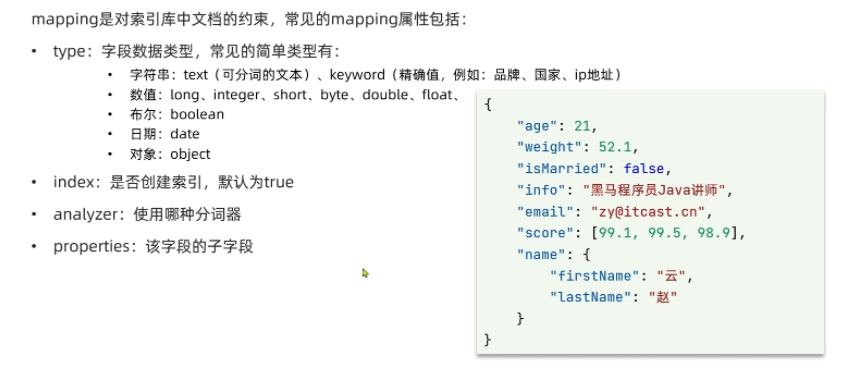 mapping是对索引库中文档的约束，常见的mapping属性包括：
• type：字段数据类型，常见的简单类型有：
• 字符串：text（可分词的文本）、keyword（精确值，例如：品牌、国家、ip地址）
• 数值：long、integer、short、byte、double、float、
• 布尔：boolean
• 日期：date
• 对象：object
• index：是否创建索引，默认为true
• analyzer：使用哪种分词器
• properties：该字段的子字段
{
"age": 21,
"weight": 52.1,
"isMarried": false,
"info": "黑马程序员Java讲师",
"email": "zy@itcast.cn",
"score": [99.1, 99.5, 98.9],
"name": {
"firstName": "云",
"lastName": "赵"
}
}